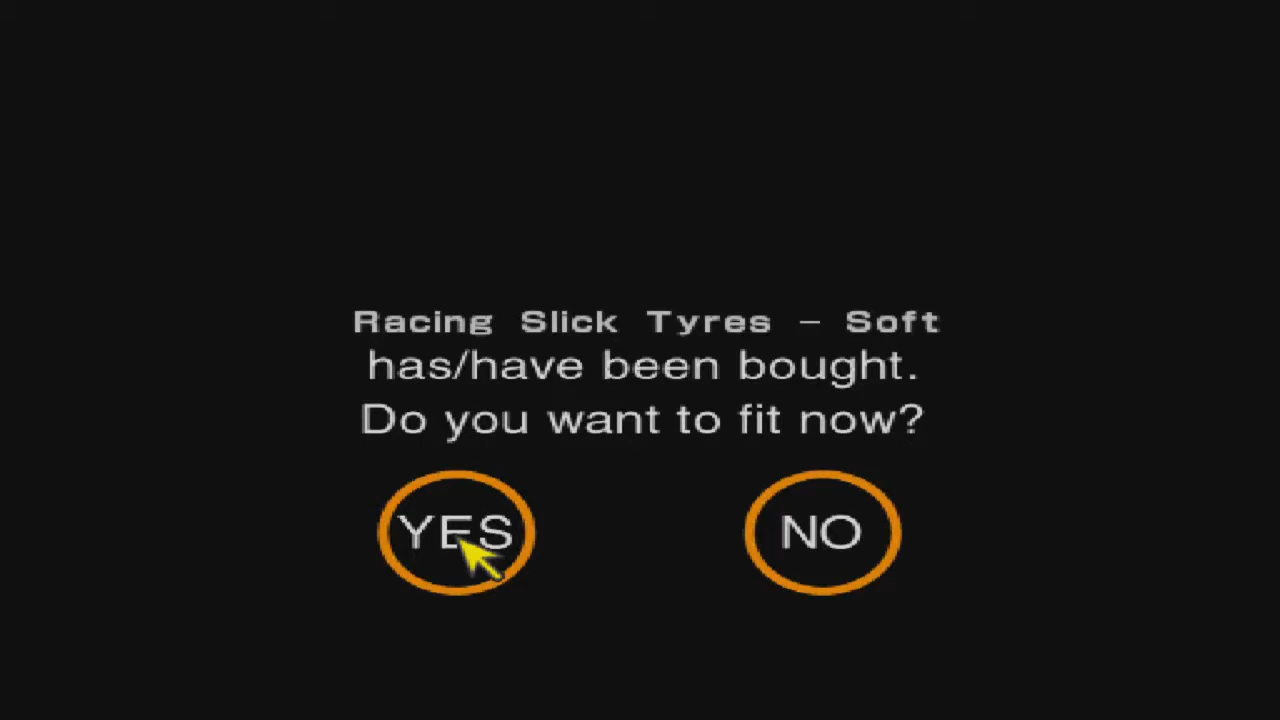 Racing Slick Tyres – Soft
has/have been bought.
Do you want to fit now?
YES NO